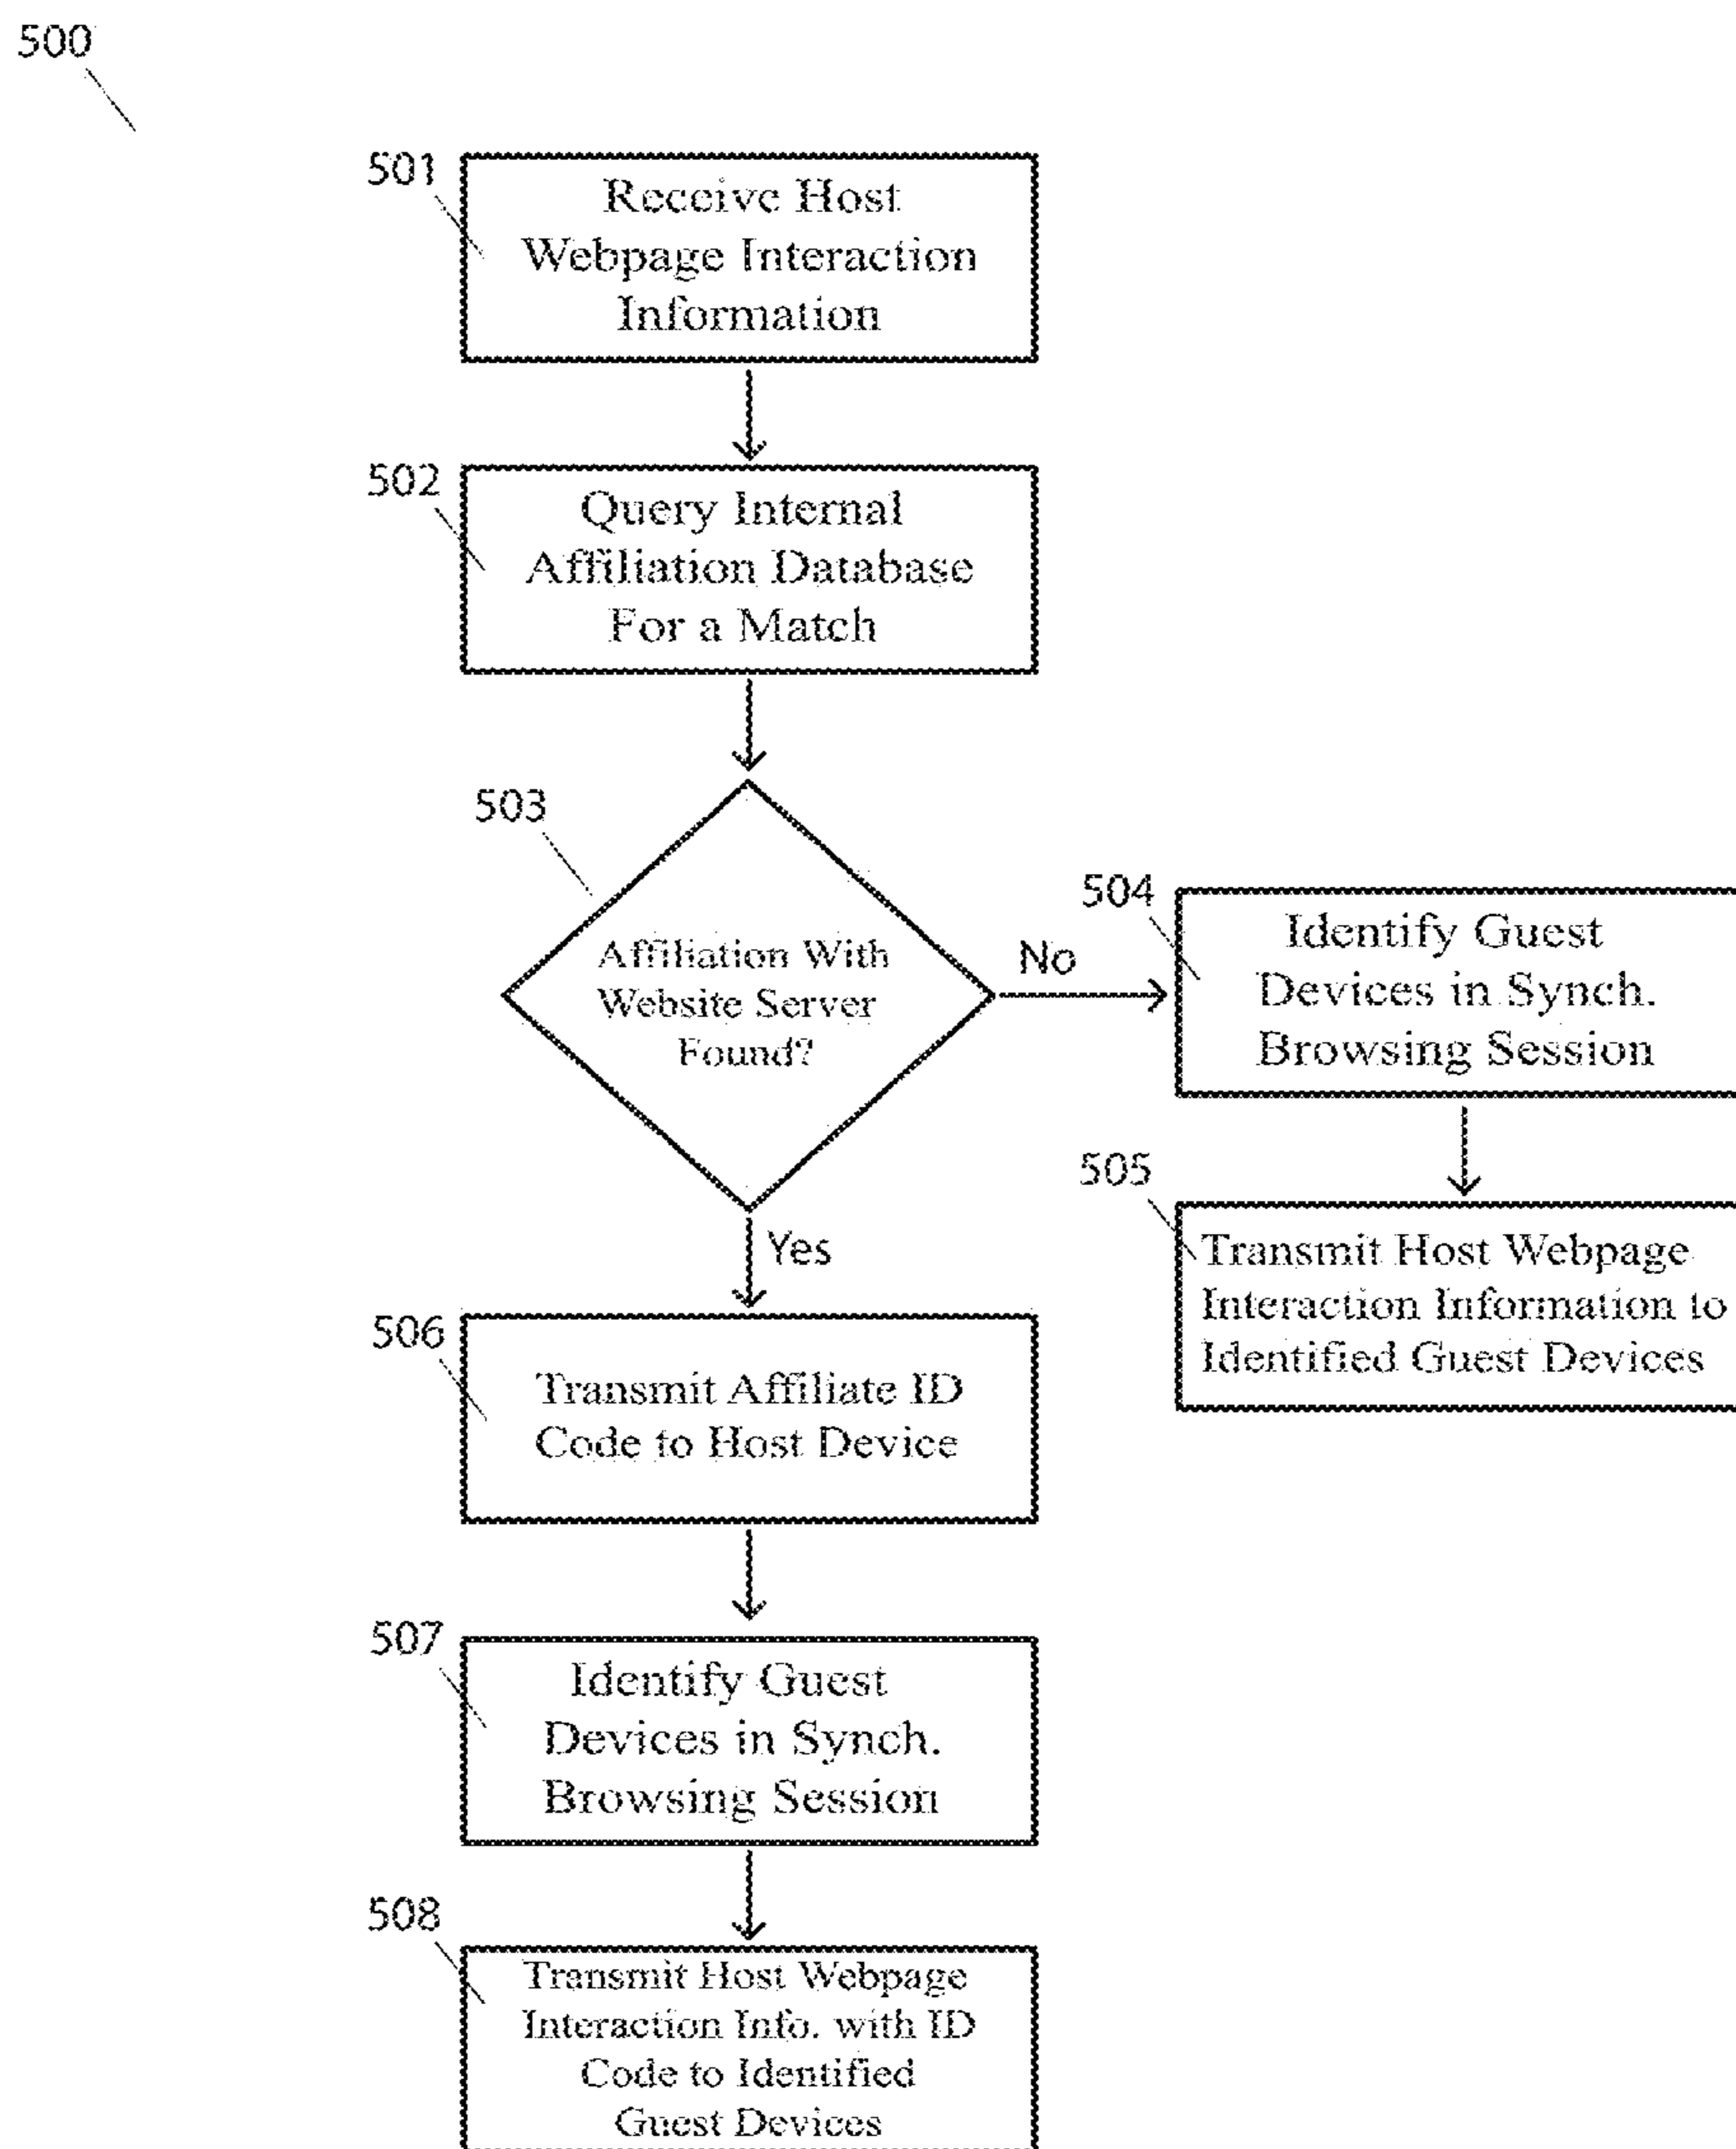 500
501
Receive Host
Webpage Interaction
Information
502
Query Internal
Affiliation Database
For a Match
503
Affiliation With
Website Server
Found?
No
504
Identify Guest
Devices in Synch.
Browsing Session
505
Transmit Host Webpage
Interaction Information to
Identified Guest Devices
Yes
506
Transmit Affiliate ID
Code to Host Device
507
Identify Guest
Devices in Synch.
Browsing Session
508
Transmit Host Webpage
Interaction Info. with ID
Code to Identified
Guest Devices